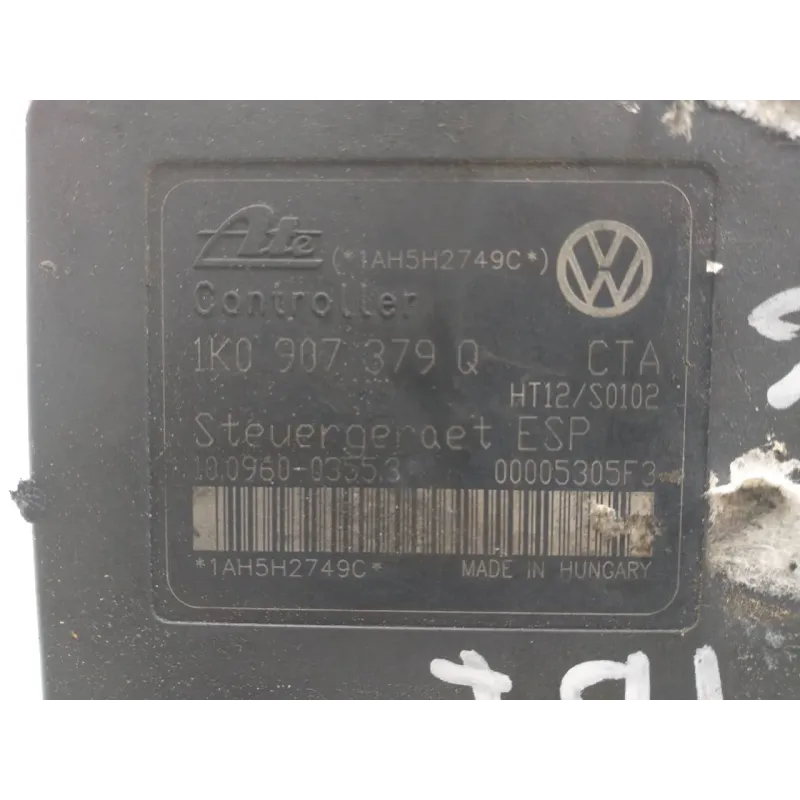 Ate (*1AH5H2749C*)
Controller
1K0 907 379 Q CTA
HT12/S0102
Steuergeraet ESP
10.0960-0355.3 00005305F3
*1AH5H2749C* MADE IN HUNGARY